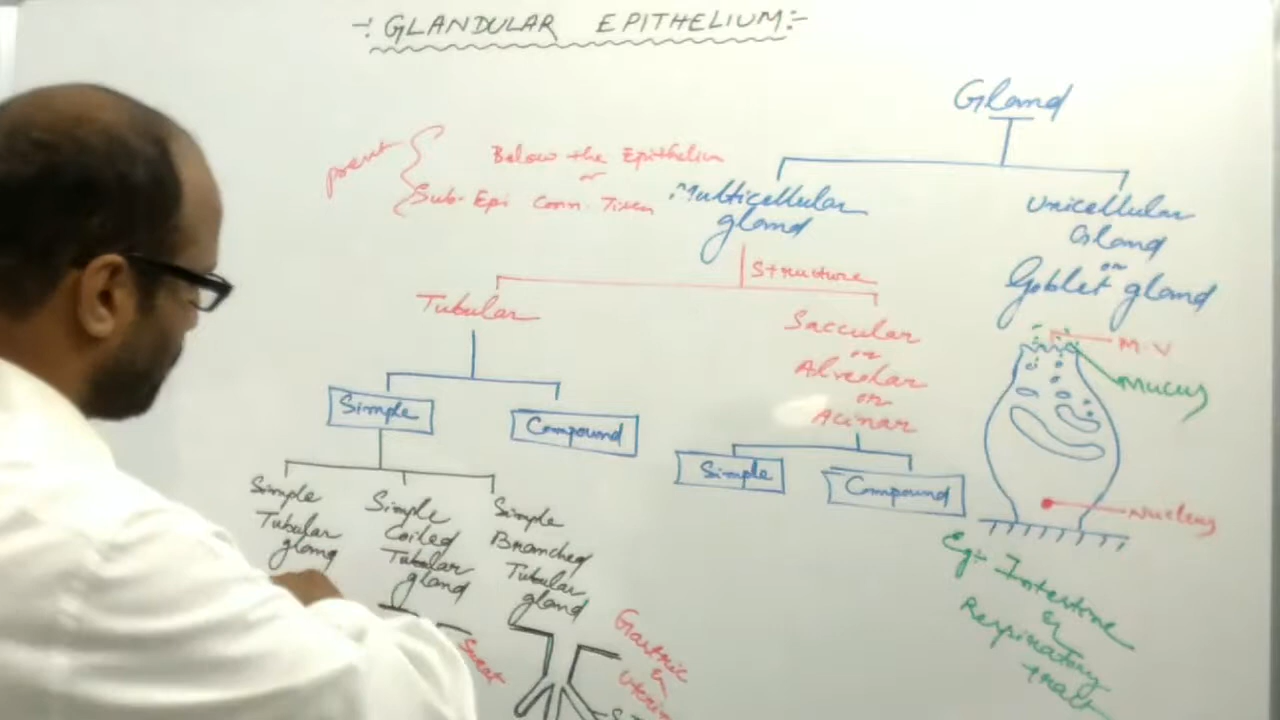 -: GLANDULAR EPITHELIUM :-
Gland
present
Below the Epithelium
or
Sub-Epi Conn. Tissue
Multicellular
gland
Unicellular
Gland
or
Goblet gland
Structure
Tubular
Saccular
or
Alveolar
or
Acinar
Simple
Compound
Simple
Compound
Simple
Tubular
gland
Simple
Coiled
Tubular
gland
Simple
Branched
Tubular
gland
Sweat
Gastric
&
M.V
Mucus
Nucleus
Eg:- Intestine
&
Respiratory